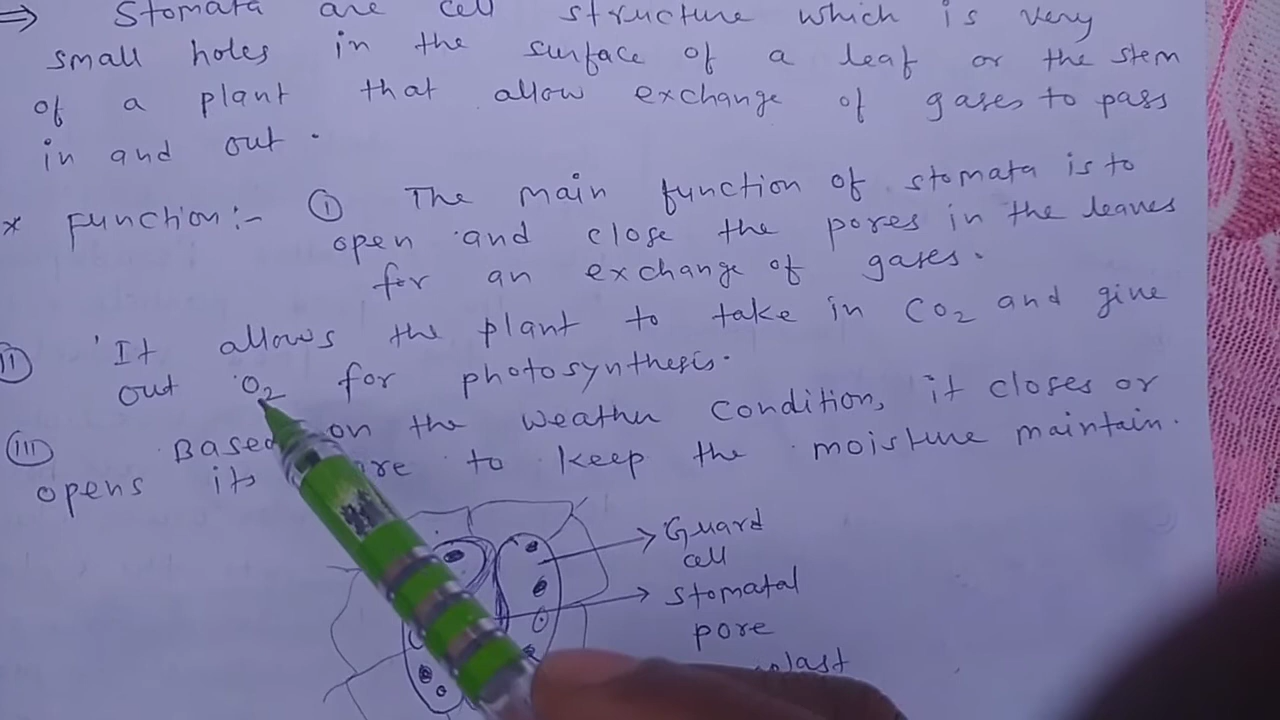 ⇒ Stomata are cell structure which is very
small holes in the surface of a leaf or the stem
of a plant that allow exchange of gases to pass
in and out.
* Function:- (i) The main function of stomata is to
open and close the pores in the leaves
for an exchange of gases.
(ii) 'It allows the plant to take in CO2 and give
out O2 for photosynthesis.
(iii) Based on the weather condition, it closes or
opens its to keep the moisture maintain.
Guard
cell
stomatal
pore